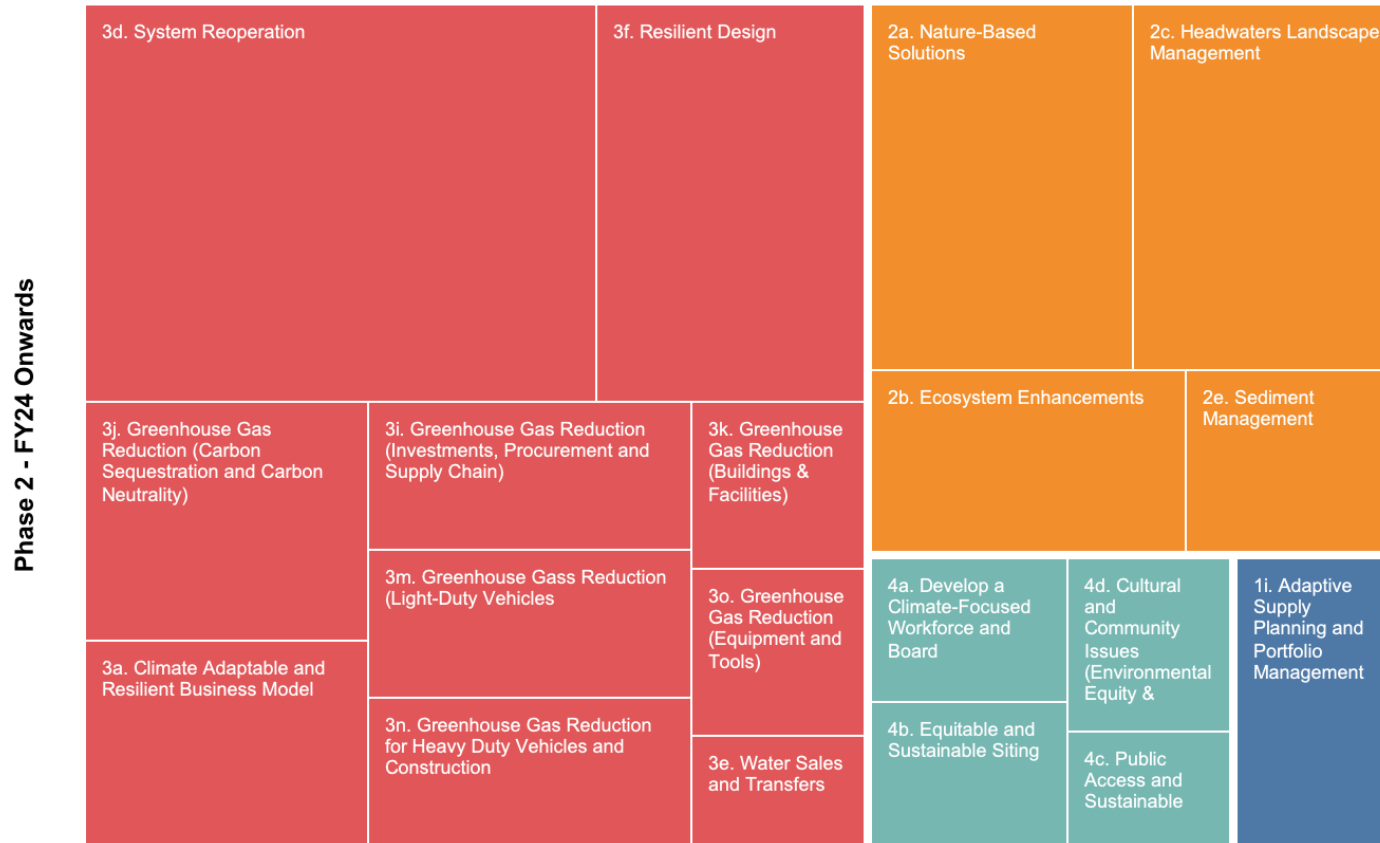 Phase 2 - FY24 Onwards
3d. System Reoperation
3f. Resilient Design
3j. Greenhouse Gas
Reduction (Carbon
Sequestration and Carbon
Neutrality)
3i. Greenhouse Gas Reduction
(Investments, Procurement and
Supply Chain)
3k. Greenhouse
Gas Reduction
(Buildings &
Facilities)
3m. Greenhouse Gass Reduction
(Light-Duty Vehicles
3o. Greenhouse
Gas Reduction
(Equipment and
Tools)
3a. Climate Adaptable and
Resilient Business Model
3n. Greenhouse Gas Reduction
for Heavy Duty Vehicles and
Construction
3e. Water Sales
and Transfers
2a. Nature-Based
Solutions
2c. Headwaters Landscape
Management
2b. Ecosystem Enhancements
2e. Sediment
Management
4a. Develop a
Climate-Focused
Workforce and
Board
4d. Cultural
and
Community
Issues
(Environmental
Equity &
4b. Equitable and
Sustainable Siting
4c. Public
Access and
Sustainable
1i. Adaptive
Supply
Planning and
Portfolio
Management